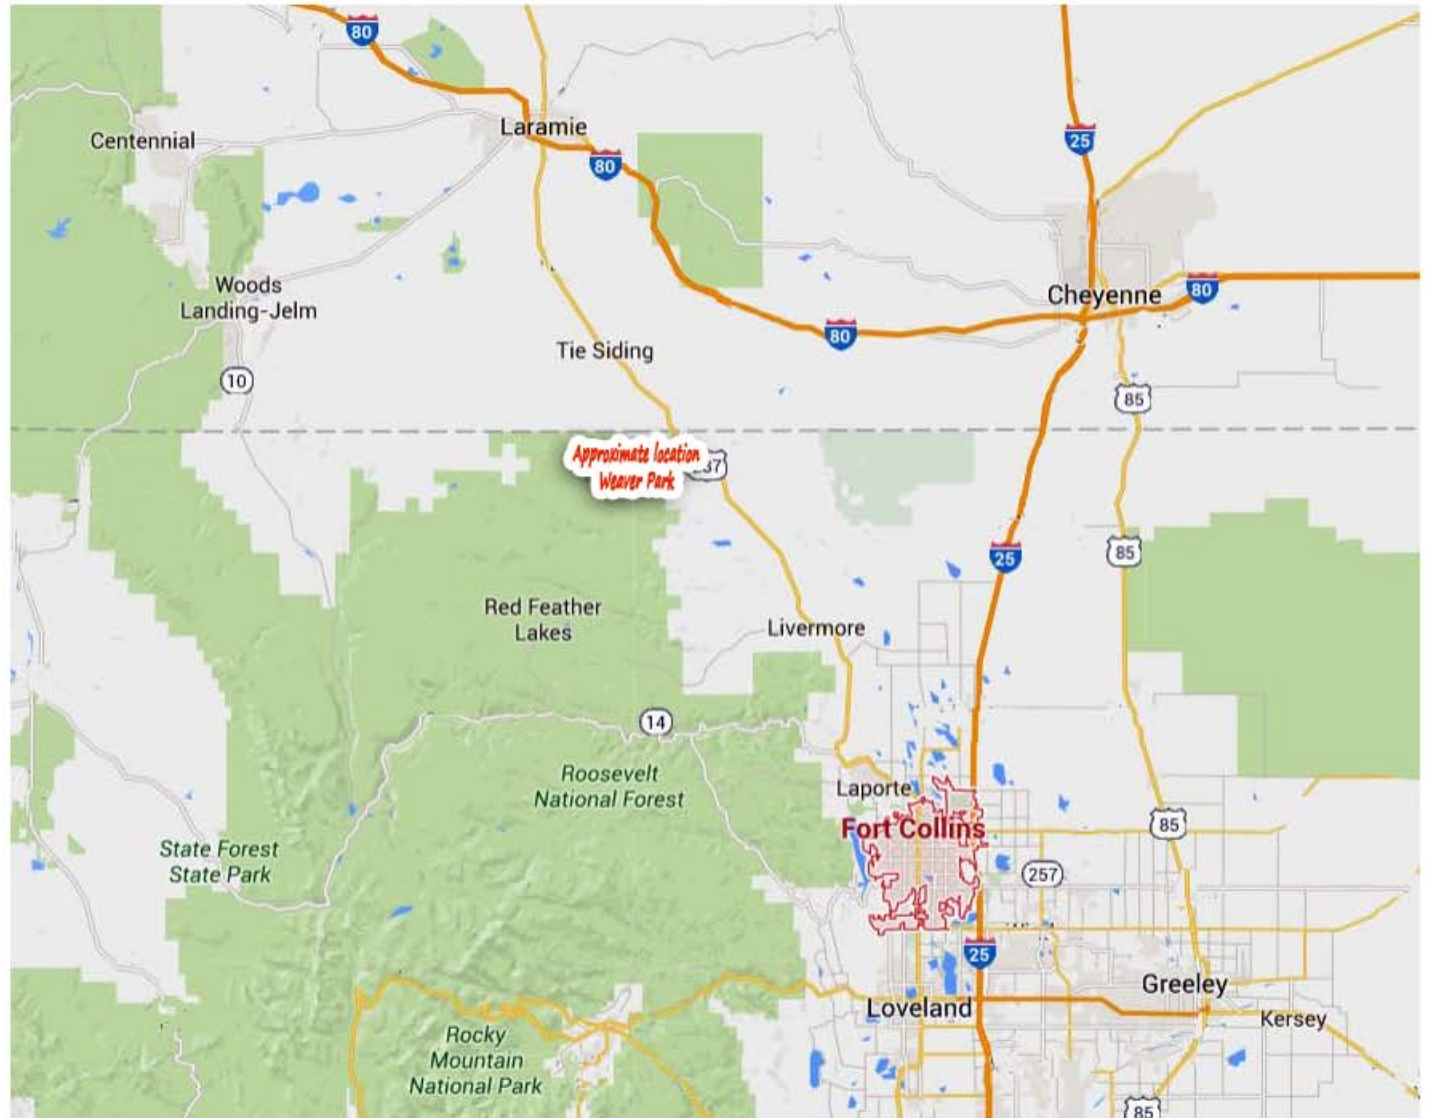 80
25
Centennial
Laramie
80
Woods
Landing-Jelm
Cheyenne
80
80
Tie Siding
10
85
Approximate location
Weaver Park
87
25
85
Red Feather
Lakes
Livermore
14
Roosevelt
National Forest
Laporte
Fort Collins
85
State Forest
State Park
257
25
Greeley
Loveland
Kersey
Rocky
Mountain
National Park
85